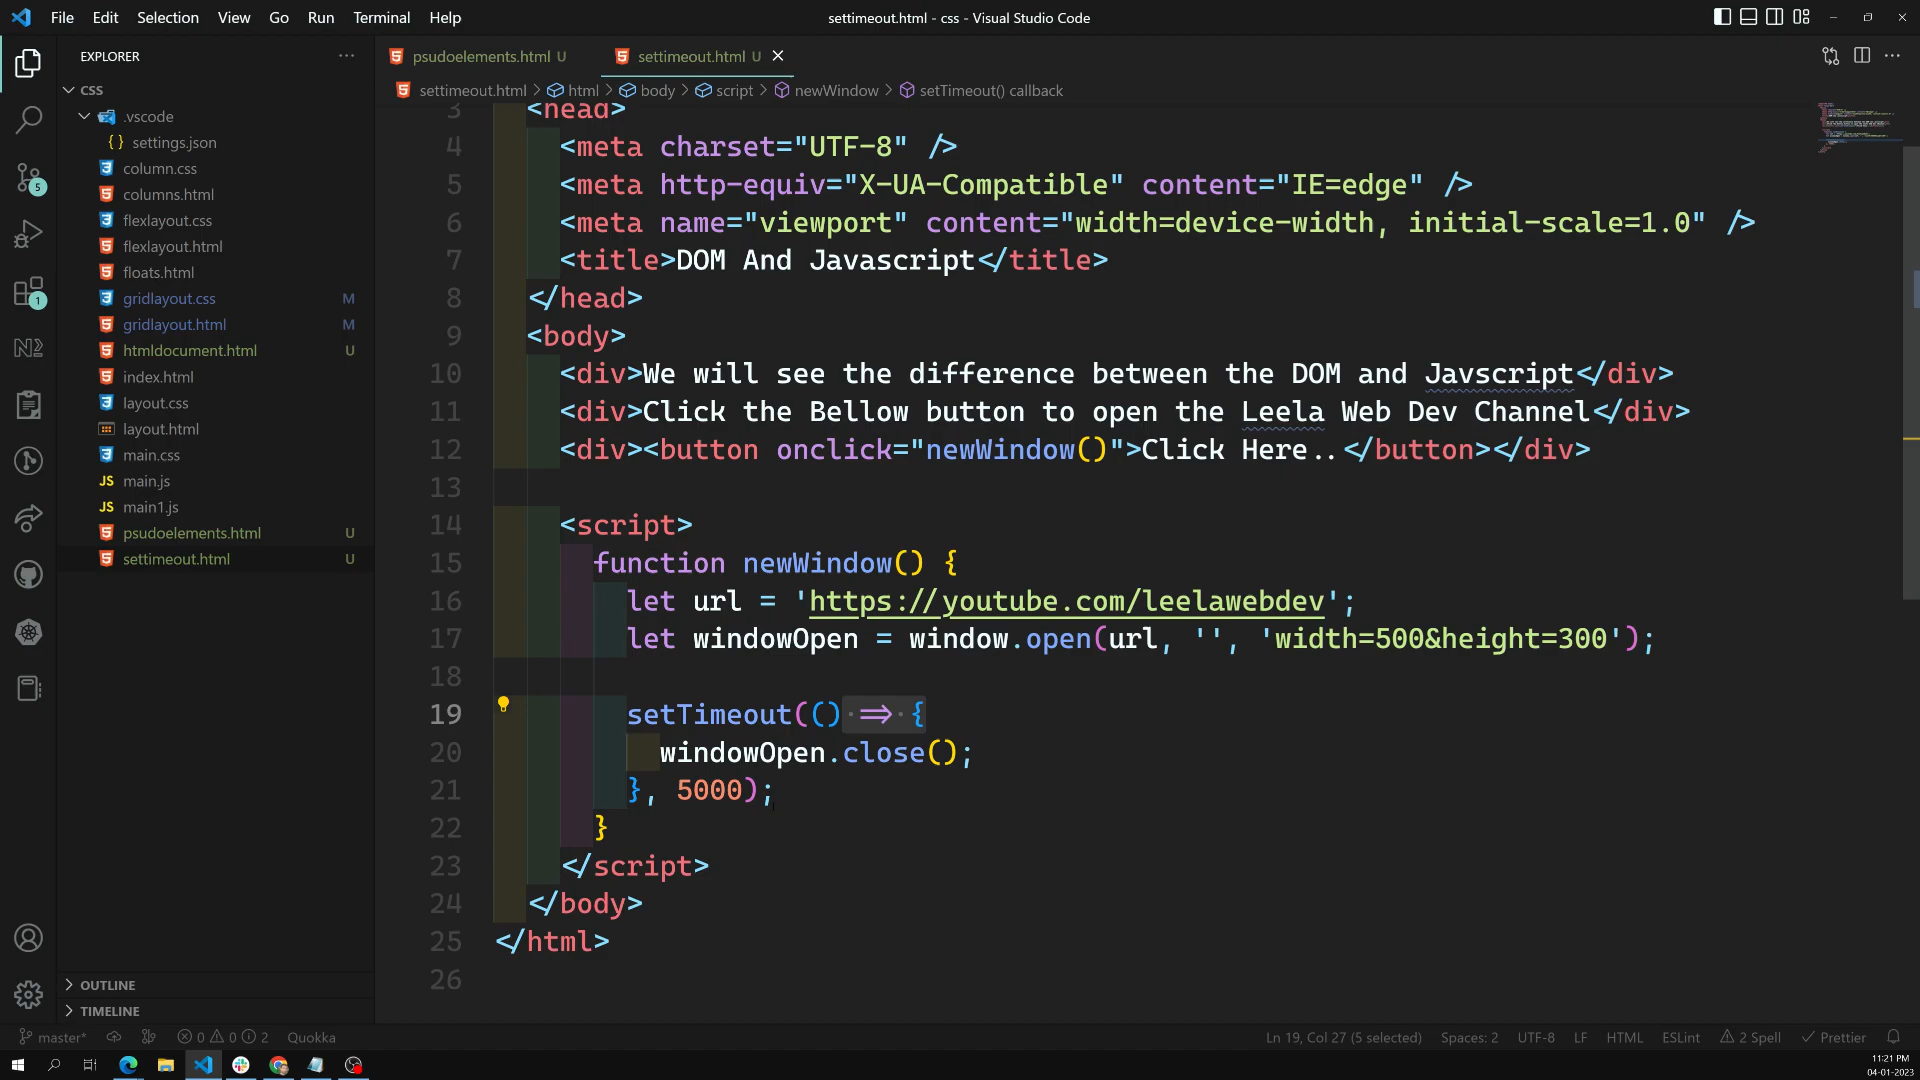 File Edit Selection View Go Run Terminal Help
settimeout.html - css - Visual Studio Code
EXPLORER
CSS
.vscode
{ } settings.json
column.css
columns.html
flexlayout.css
flexlayout.html
floats.html
gridlayout.css M
gridlayout.html M
htmldocument.html U
index.html
layout.css
layout.html
main.css
JS main.js
JS main1.js
psudoelements.html U
settimeout.html U
OUTLINE
TIMELINE
5
1
psudoelements.html U settimeout.html U
settimeout.html > html > body > script > newWindow > setTimeout() callback
3 <head>
4 <meta charset="UTF-8" />
5 <meta http-equiv="X-UA-Compatible" content="IE=edge" />
6 <meta name="viewport" content="width=device-width, initial-scale=1.0" />
7 <title>DOM And Javascript</title>
8 </head>
9 <body>
10 <div>We will see the difference between the DOM and Javscript</div>
11 <div>Click the Bellow button to open the Leela Web Dev Channel</div>
12 <div><button onclick="newWindow()">Click Here..</button></div>
13
14 <script>
15 function newWindow() {
16 let url = 'https://youtube.com/leelawebdev';
17 let windowOpen = window.open(url, '', 'width=500&height=300');
18
19 setTimeout(() => {
20 windowOpen.close();
21 }, 5000);
22 }
23 </script>
24 </body>
25 </html>
26
master* 0 0 2 Quokka
Ln 19, Col 27 (5 selected) Spaces: 2 UTF-8 LF HTML ESLint 2 Spell Prettier
11:21 PM
04-01-2023